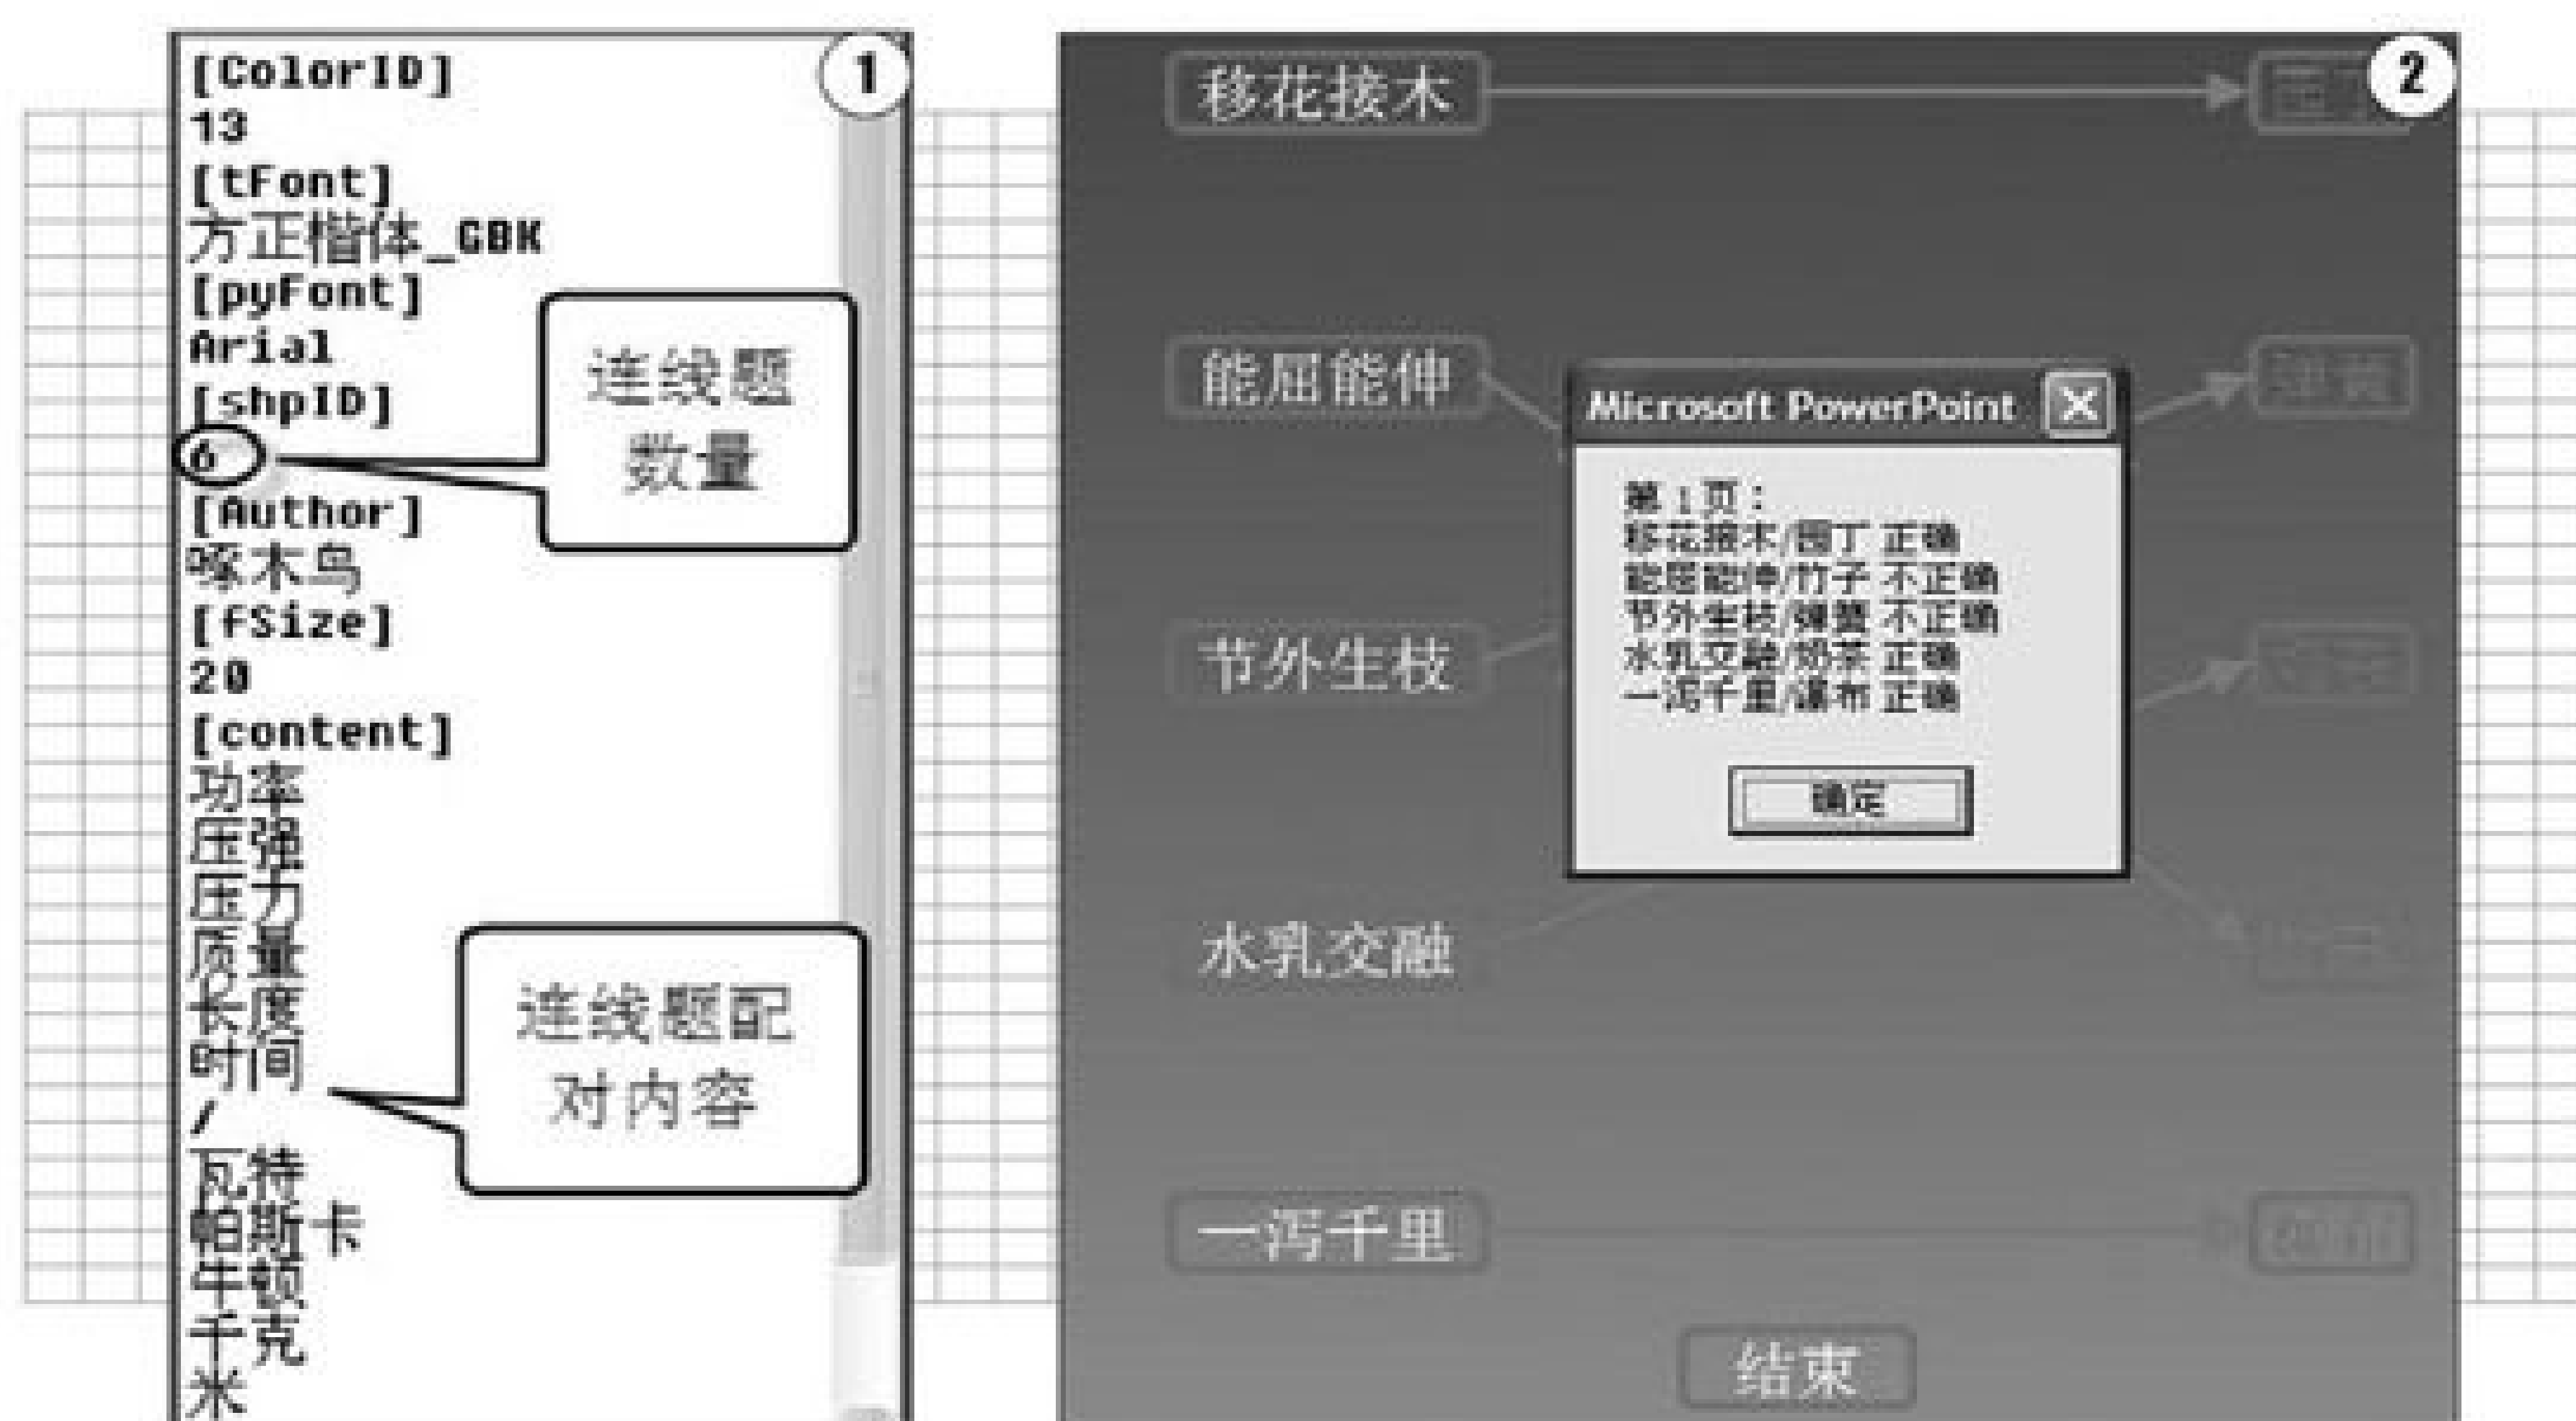 1
[ColorID]
13
[tFont]
方正楷体_GBK
[pyFont]
Arial
[shpID]
6
[Author]
啄木鸟
[fSize]
20
[content]
功率
压强
压力
质量
长度
时间
/
瓦特
帕斯卡
牛顿
千克
米
连线题
数量
连线题配
对内容
2
移花接木
能屈能伸
节外生枝
水乳交融
一泻千里
结束
Microsoft PowerPoint
第 1 页：
移花接木/园丁 正确
能屈能伸/竹子 不正确
节外生枝/弹簧 不正确
水乳交融/奶茶 正确
一泻千里/瀑布 正确
确定
弹簧